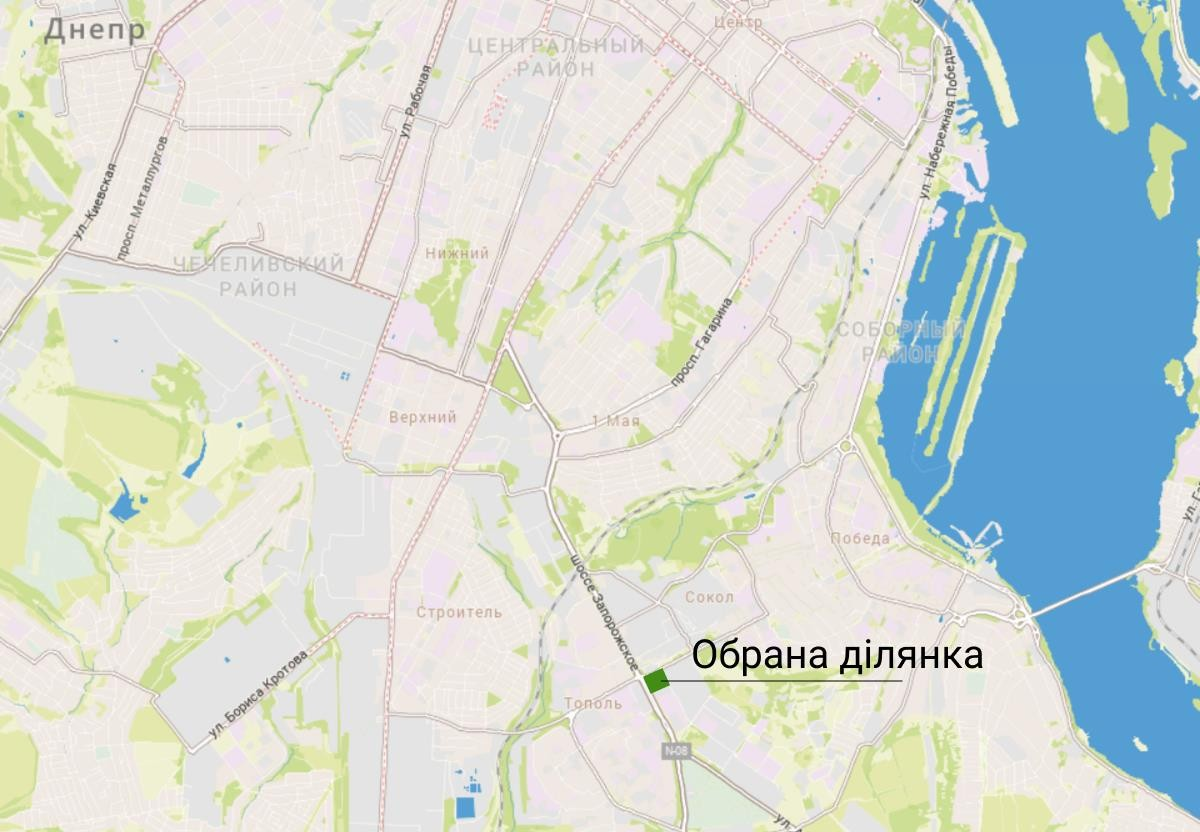 Днепр
Центр
ЦЕНТРАЛЬНЫЙ
РАЙОН
ул. Рабочая
ул. Набережная Победы
ул. Киевская
просп. Металлургов
Нижний
ЧЕЧЕЛИВСКИЙ
РАЙОН
просп. Гагарина
СОБОРНЫЙ
РАЙОН
Верхний
1 Мая
Победа
шоссе Запорожское
Строитель
Сокол
Обрана ділянка
ул. Бориса Кротова
Тополь
N-08